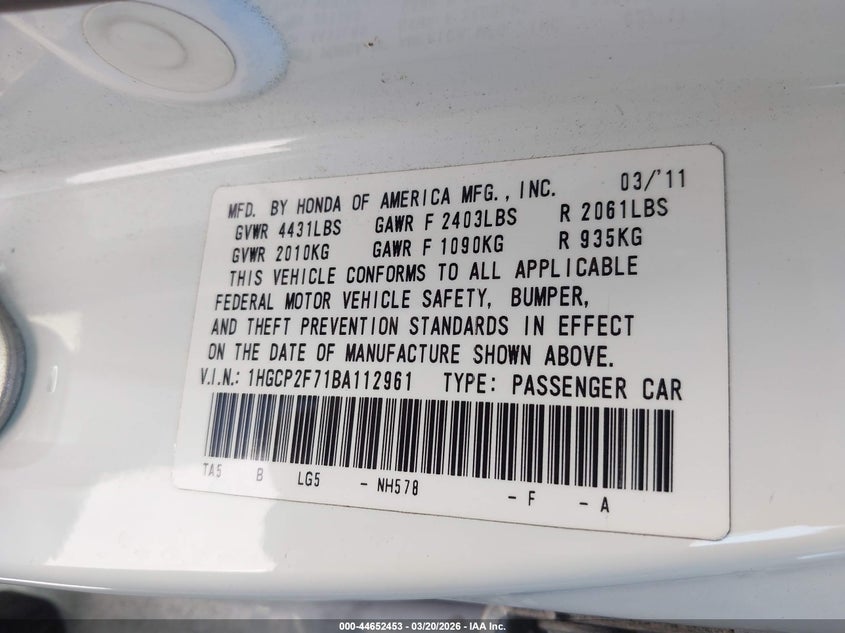 MFD. BY HONDA OF AMERICA MFG., INC. 03/'11
GVWR 4431LBS GAWR F 2403LBS R 2061LBS
GVWR 2010KG GAWR F 1090KG R 935KG
THIS VEHICLE CONFORMS TO ALL APPLICABLE
FEDERAL MOTOR VEHICLE SAFETY, BUMPER,
AND THEFT PREVENTION STANDARDS IN EFFECT
ON THE DATE OF MANUFACTURE SHOWN ABOVE.
V.I.N.: 1HGCP2F71BA112961 TYPE: PASSENGER CAR
TA5 B LG5 -NH578 -F -A
000-44652453 - 03/20/2026 - IAA Inc.